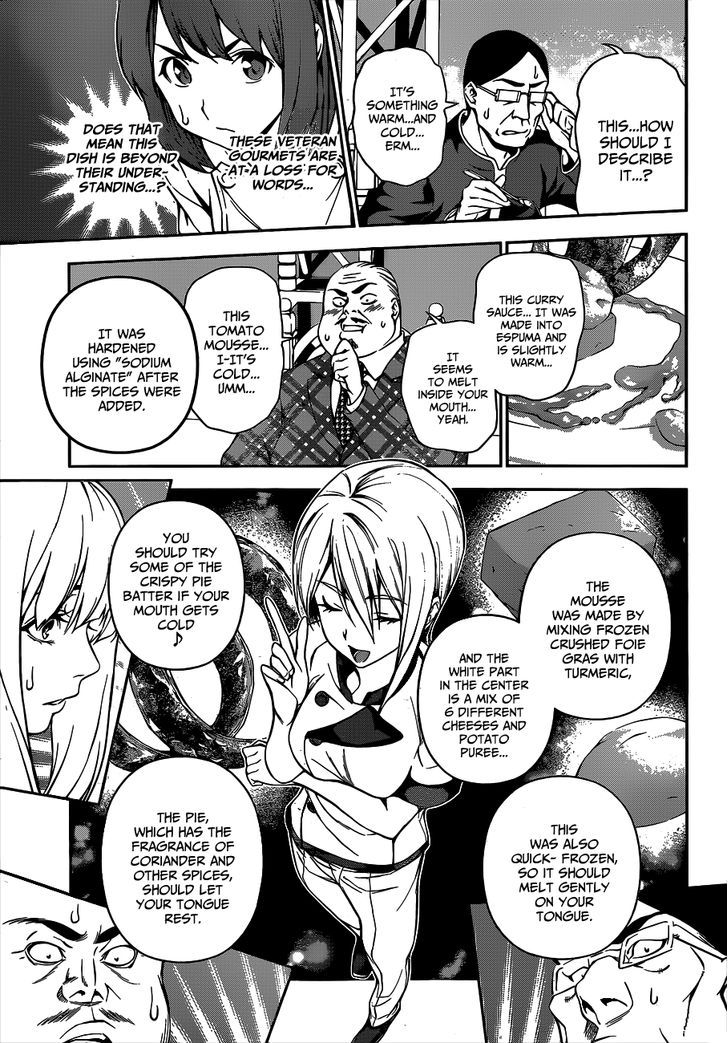 THIS...HOW
SHOULD I
DESCRIBE
IT...?
IT'S
SOMETHING
WARM...AND
COLD...
ERM...
THESE VETERAN
GOURMETS ARE
AT A LOSS FOR
WORDS...
DOES THAT
MEAN THIS
DISH IS BEYOND
THEIR UNDER-
STANDING...?
THIS CURRY
SAUCE... IT WAS
MADE INTO
ESPUMA AND
IS SLIGHTLY
WARM...
IT
SEEMS
TO MELT
INSIDE YOUR
MOUTH...
YEAH.
THIS
TOMATO
MOUSSE...
I-IT'S
COLD...
UMM...
IT WAS
HARDENED
USING "SODIUM
ALGINATE" AFTER
THE SPICES WERE
ADDED.
THE
MOUSSE
WAS MADE BY
MIXING FROZEN
CRUSHED FOIE
GRAS WITH
TURMERIC,
AND THE
WHITE PART
IN THE CENTER
IS A MIX OF
6 DIFFERENT
CHEESES AND
POTATO
PUREE...
THIS
WAS ALSO
QUICK- FROZEN,
SO IT SHOULD
MELT GENTLY
ON YOUR
TONGUE.
YOU
SHOULD TRY
SOME OF THE
CRISPY PIE
BATTER IF YOUR
MOUTH GETS
COLD
♪
THE PIE,
WHICH HAS THE
FRAGRANCE OF
CORIANDER AND
OTHER SPICES,
SHOULD LET
YOUR TONGUE
REST.